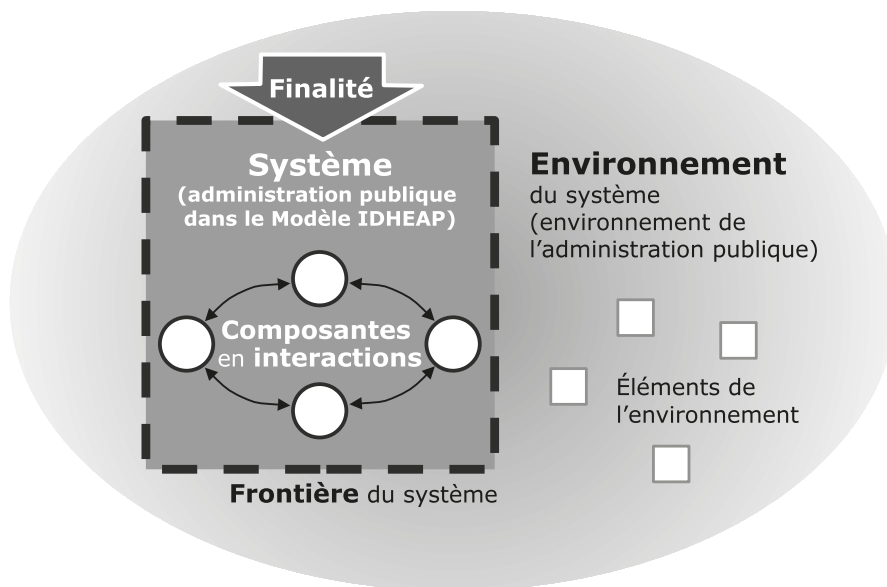 Finalité
Système
(administration publique
dans le Modèle IDHEAP)
Composantes
en interactions
Frontière du système
Environnement
du système
(environnement de
l'administration publique)
Éléments de
l'environnement